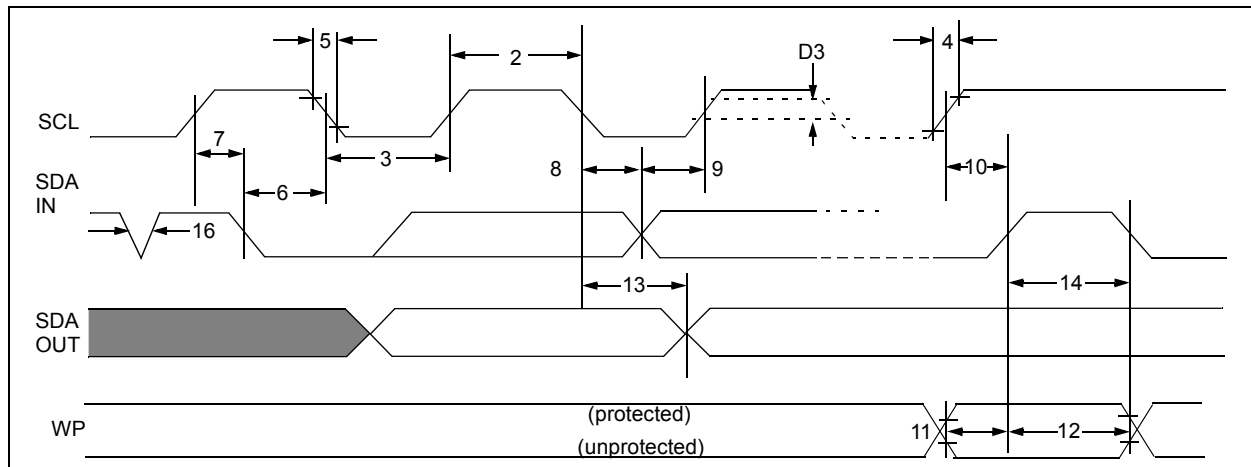 5
2
D3
4
SCL
7
3
8
9
10
SDA
IN
6
16
13
14
SDA
OUT
(protected)
WP
11
12
(unprotected)